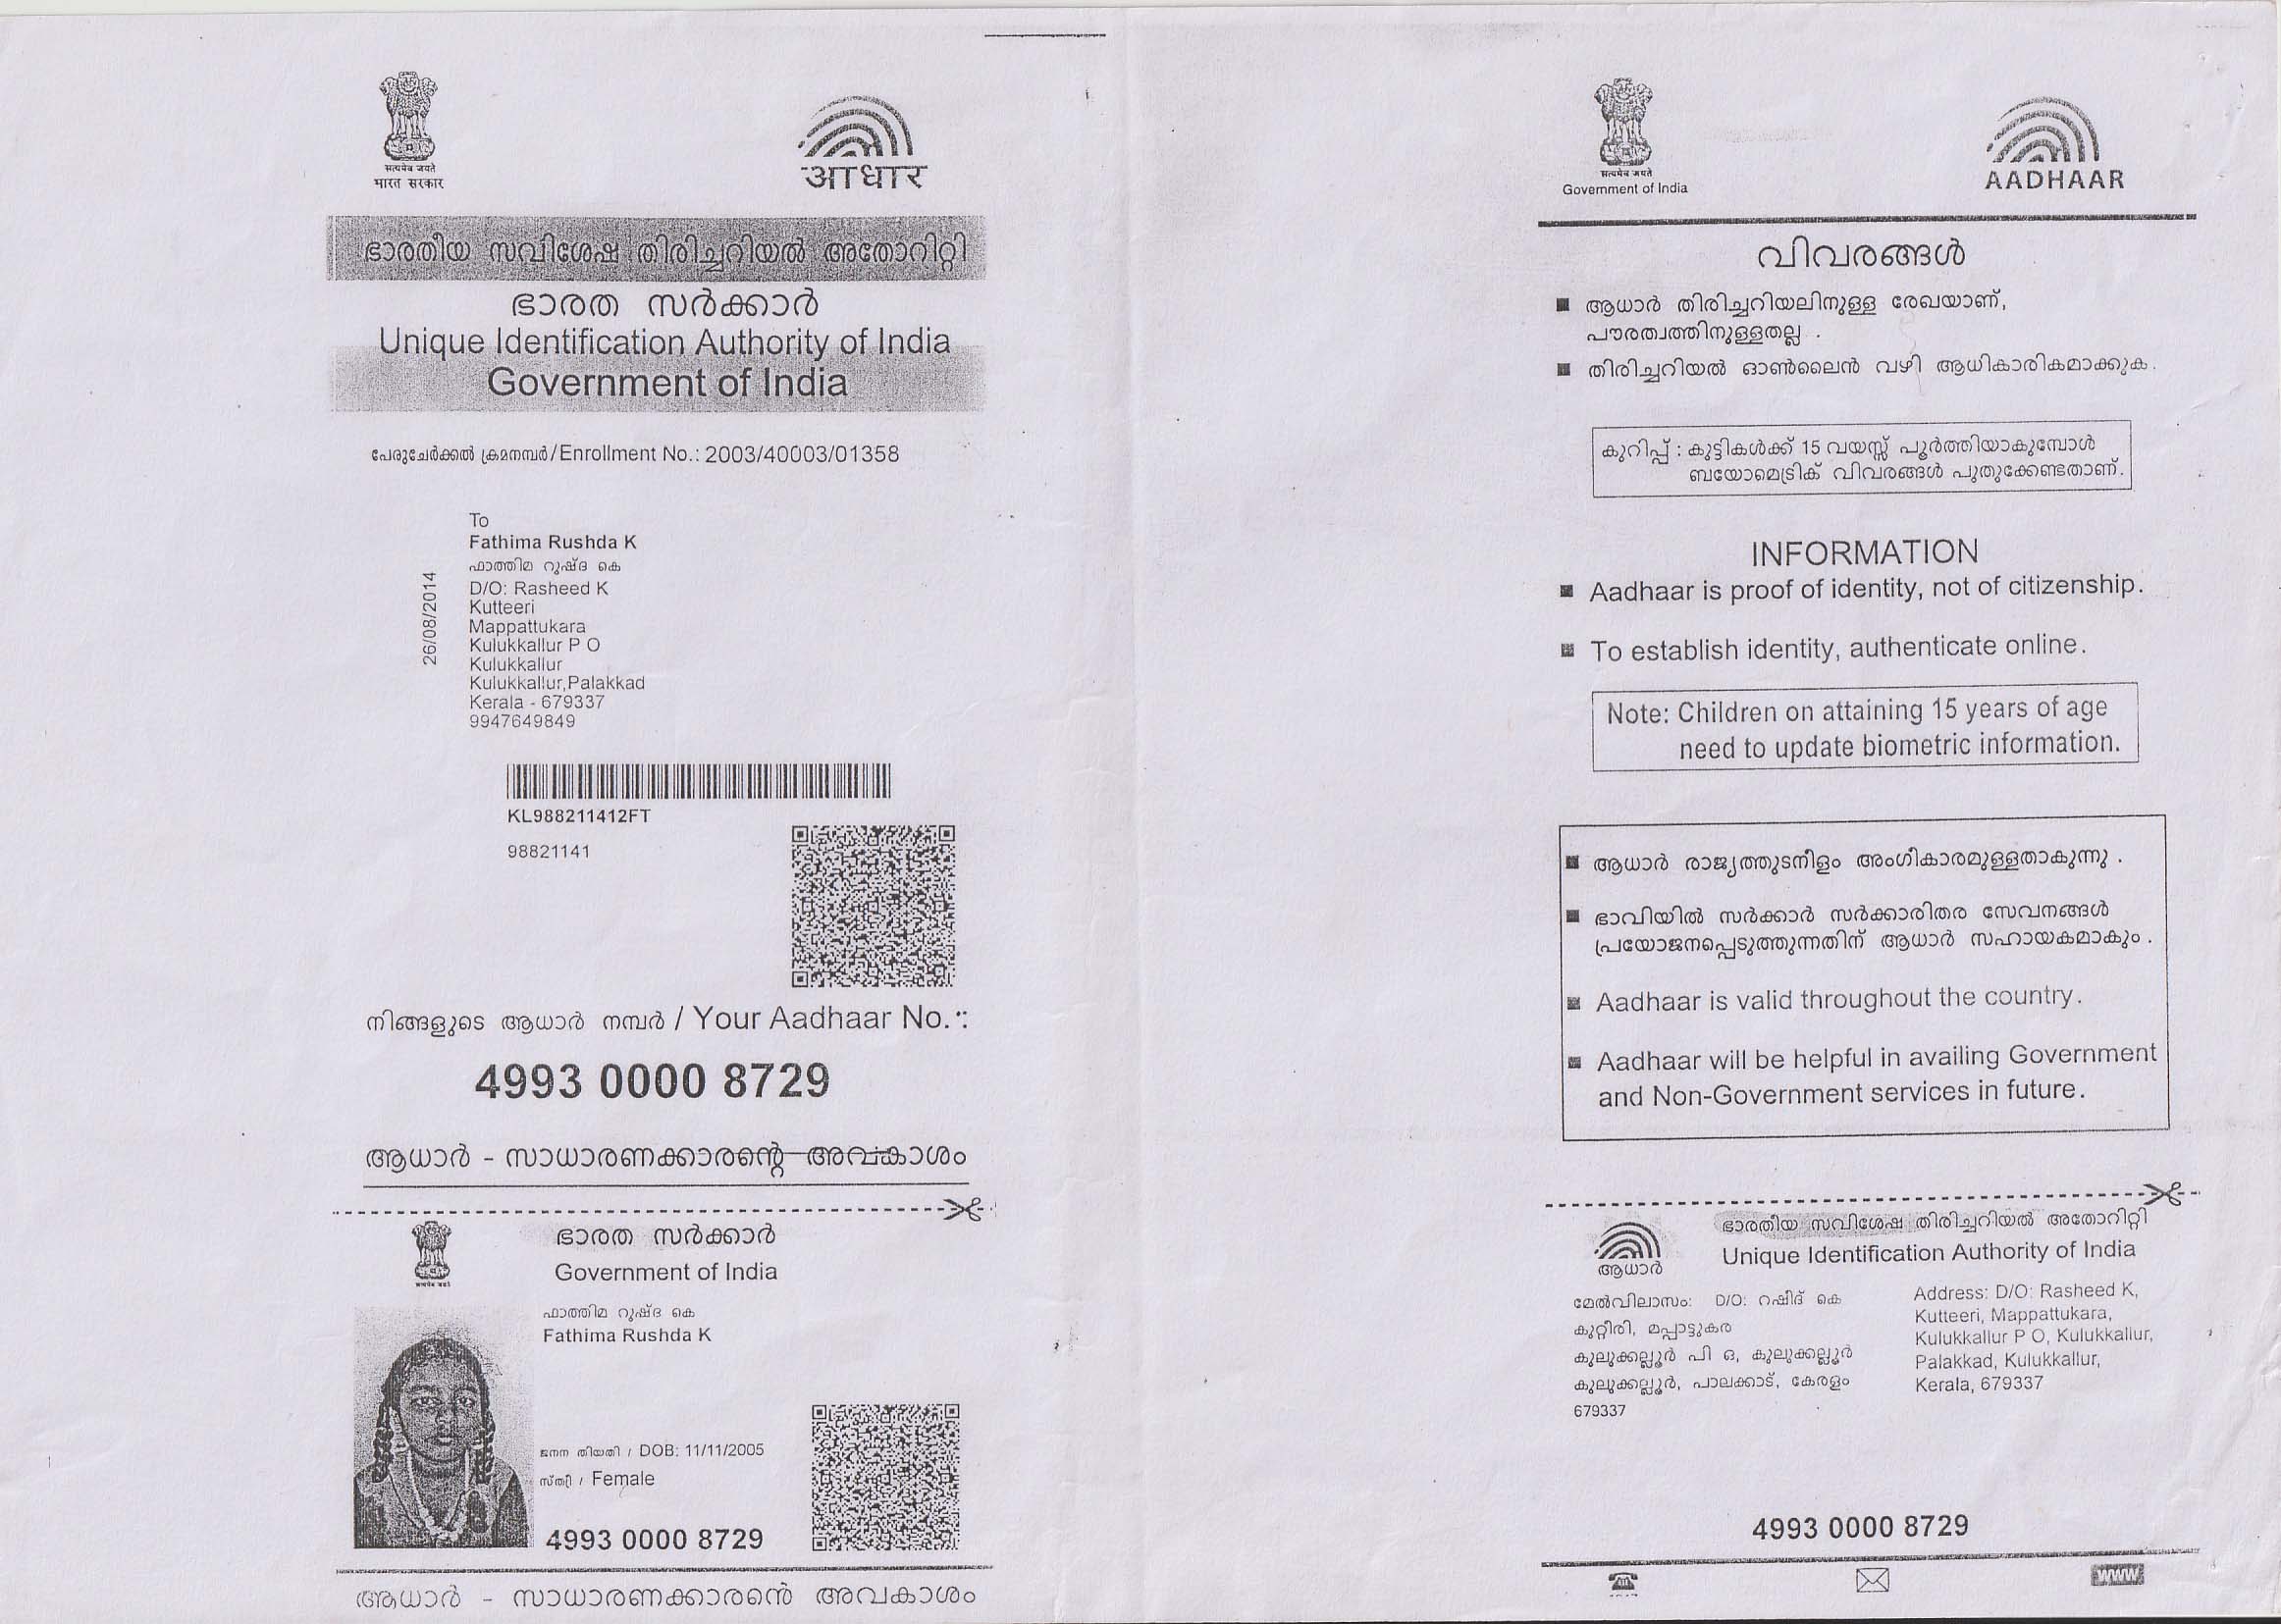 सत्यमेव जयते
भारत सरकार
आधार
ഭാരതീയ സവിശേഷ തിരിച്ചറിയൽ അതോറിറ്റി
ഭാരത സർക്കാർ
Unique Identification Authority of India
Government of India
പേരുചേർക്കൽ ക്രമനമ്പർ/Enrollment No.: 2003/40003/01358
26/08/2014
To
Fathima Rushda K
ഫാത്തിമ റുഷ്ദ കെ
D/O: Rasheed K
Kutteeri
Mappattukara
Kulukkallur P O
Kulukkallur
Kulukkallur,Palakkad
Kerala - 679337
9947649849
KL988211412FT
98821141
നിങ്ങളുടെ ആധാർ നമ്പർ / Your Aadhaar No. :
4993 0000 8729
ആധാർ - സാധാരണക്കാരന്റെ അവകാശം
ഭാരത സർക്കാർ
Government of India
ഫാത്തിമ റുഷ്ദ കെ
Fathima Rushda K
ജനന തിയതി / DOB: 11/11/2005
സ്ത്രീ / Female
4993 0000 8729
ആധാർ - സാധാരണക്കാരന്റെ അവകാശം
सत्यमेव जयते
Government of India
AADHAAR
വിവരങ്ങൾ
■ ആധാർ തിരിച്ചറിയലിനുള്ള രേഖയാണ്,
പൗരത്വത്തിനുള്ളതല്ല .
■ തിരിച്ചറിയൽ ഓൺലൈൻ വഴി ആധികാരികമാക്കുക .
കുറിപ്പ് : കുട്ടികൾക്ക് 15 വയസ്സ് പൂർത്തിയാകുമ്പോൾ
ബയോമെട്രിക് വിവരങ്ങൾ പുതുക്കേണ്ടതാണ്.
INFORMATION
■ Aadhaar is proof of identity, not of citizenship.
■ To establish identity, authenticate online.
Note: Children on attaining 15 years of age
need to update biometric information.
■ ആധാർ രാജ്യത്തുടനീളം അംഗീകാരമുള്ളതാകുന്നു .
■ ഭാവിയിൽ സർക്കാർ സർക്കാരിതര സേവനങ്ങൾ
പ്രയോജനപ്പെടുത്തുന്നതിന് ആധാർ സഹായകമാകും .
■ Aadhaar is valid throughout the country.
■ Aadhaar will be helpful in availing Government
and Non-Government services in future.
ആധാർ
ഭാരതീയ സവിശേഷ തിരിച്ചറിയൽ അതോറിറ്റി
Unique Identification Authority of India
മേൽവിലാസം: D/O: റഷീദ് കെ
കുറ്റീരി, മപ്പാട്ടുകര
കുലുക്കല്ലൂർ പി ഒ, കുലുക്കല്ലൂർ
കുലുക്കല്ലൂർ, പാലക്കാട്, കേരളം
679337
Address: D/O: Rasheed K,
Kutteeri, Mappattukara,
Kulukkallur P O, Kulukkallur,
Palakkad, Kulukkallur,
Kerala, 679337
4993 0000 8729
WWW